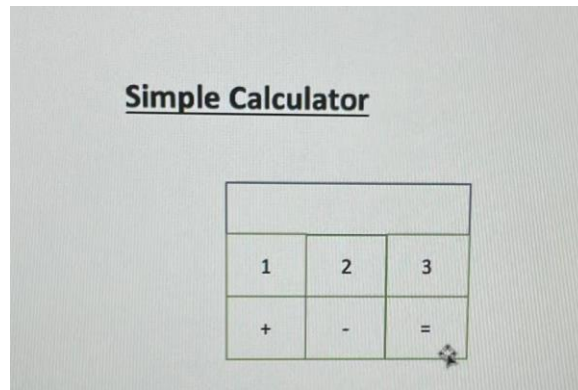 Simple Calculator
1 2 3
+ - =